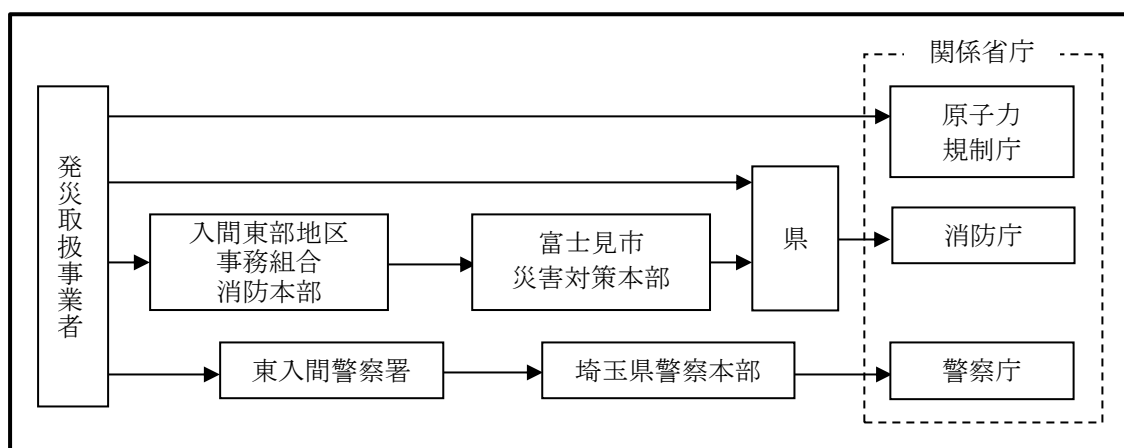 関係省庁
発災取扱事業者
原子力
規制庁
県
入間東部地区
事務組合
消防本部
富士見市
災害対策本部
消防庁
東入間警察署
埼玉県警察本部
警察庁